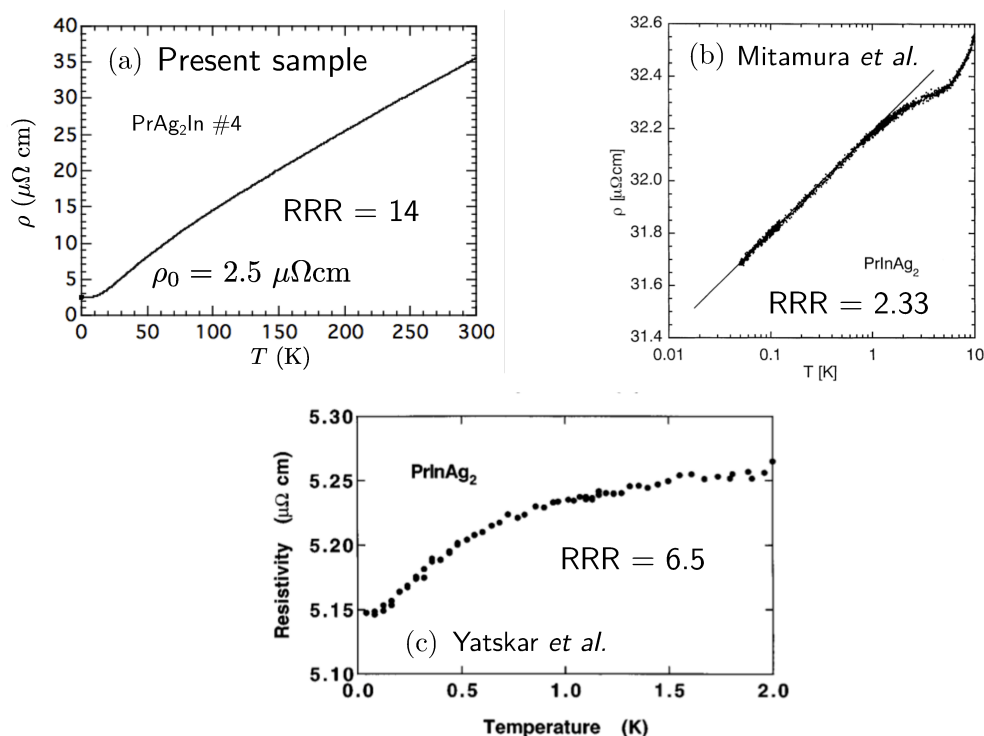 (a) Present sample
PrAg₂In #4
RRR = 14
ρ₀ = 2.5 μΩcm
ρ (μΩ cm)
40
35
30
25
20
15
10
5
0
0 50 100 150 200 250 300
T (K)
(b) Mitamura et al.
PrInAg₂
RRR = 2.33
ρ [μΩcm]
32.6
32.4
32.2
32.0
31.8
31.6
31.4
0.01 0.1 1 10
T [K]
PrInAg₂
RRR = 6.5
(c) Yatskar et al.
Resistivity (μΩ cm)
5.30
5.25
5.20
5.15
5.10
0.0 0.5 1.0 1.5 2.0
Temperature (K)